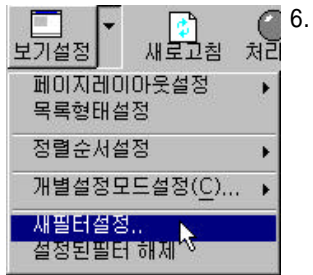 6.
보기설정 새로고침 처리
페이지레이아웃설정
목록형태설정
정렬순서설정
개별설정모드설정(C)...
새필터설정..
설정된필터 해제